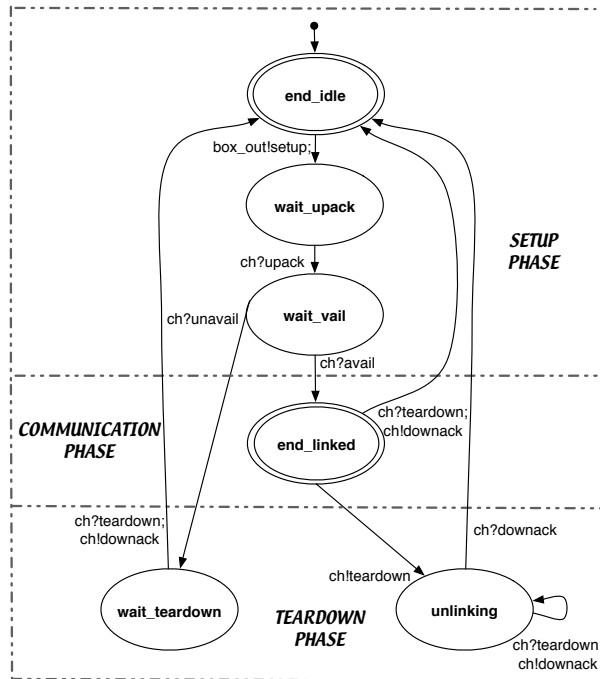 end_idle
box_out!setup;
wait_upack
SETUP
PHASE
ch?upack
wait_vail
ch?unavail
ch?avail
ch?teardown;
ch!downack
COMMUNICATION
PHASE
end_linked
ch?teardown;
ch!downack
ch?downack
ch!teardown
wait_teardown
TEARDOWN
PHASE
unlinking
ch?teardown
ch!downack